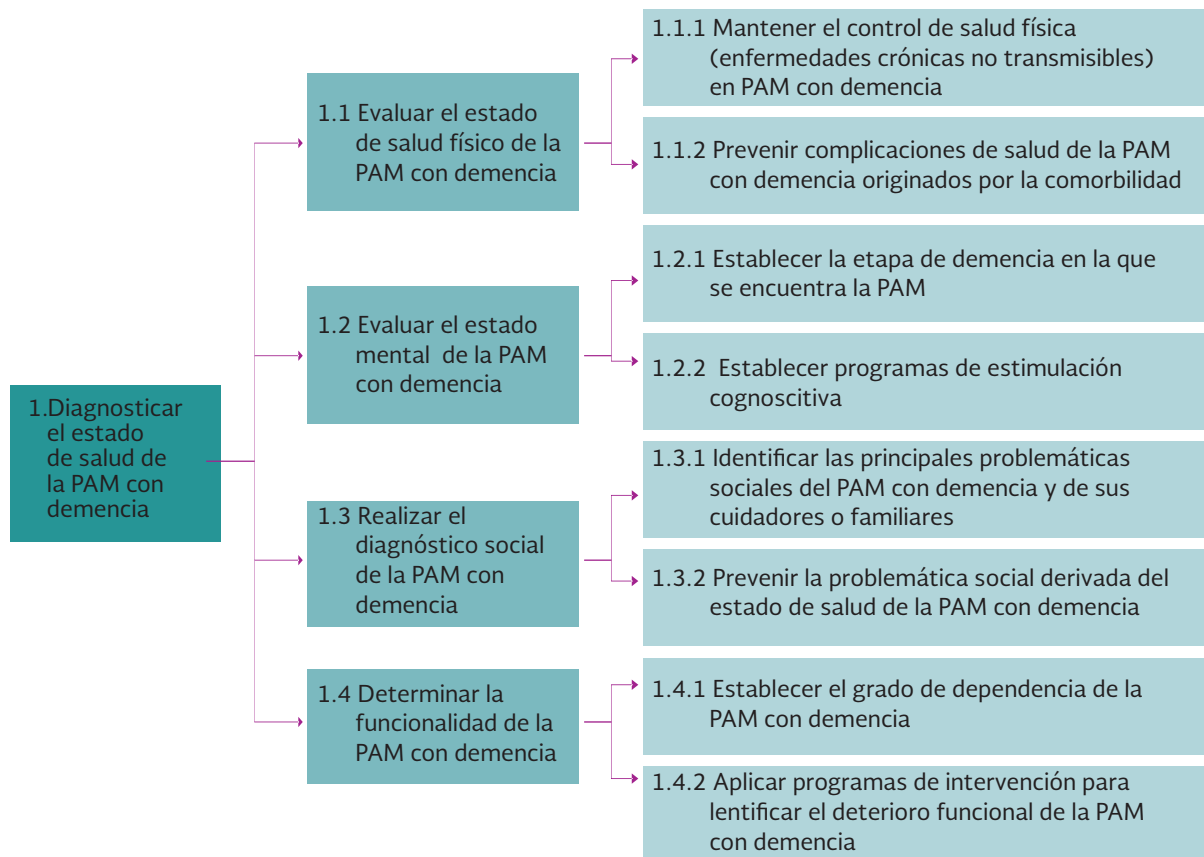 1.Diagnosticar
el estado
de salud de
la PAM con
demencia
1.1 Evaluar el estado
de salud físico de la
PAM con demencia
1.1.1 Mantener el control de salud física
(enfermedades crónicas no transmisibles)
en PAM con demencia
1.1.2 Prevenir complicaciones de salud de la PAM
con demencia originados por la comorbilidad
1.2 Evaluar el estado
mental  de la PAM
con demencia
1.2.1 Establecer la etapa de demencia en la que
se encuentra la PAM
1.2.2  Establecer programas de estimulación
cognoscitiva
1.3 Realizar el
diagnóstico social
de la PAM con
demencia
1.3.1 Identificar las principales problemáticas
sociales del PAM con demencia y de sus
cuidadores o familiares
1.3.2 Prevenir la problemática social derivada del
estado de salud de la PAM con demencia
1.4 Determinar la
funcionalidad de la
PAM con demencia
1.4.1 Establecer el grado de dependencia de la
PAM con demencia
1.4.2 Aplicar programas de intervención para
lentificar el deterioro funcional de la PAM
con demencia